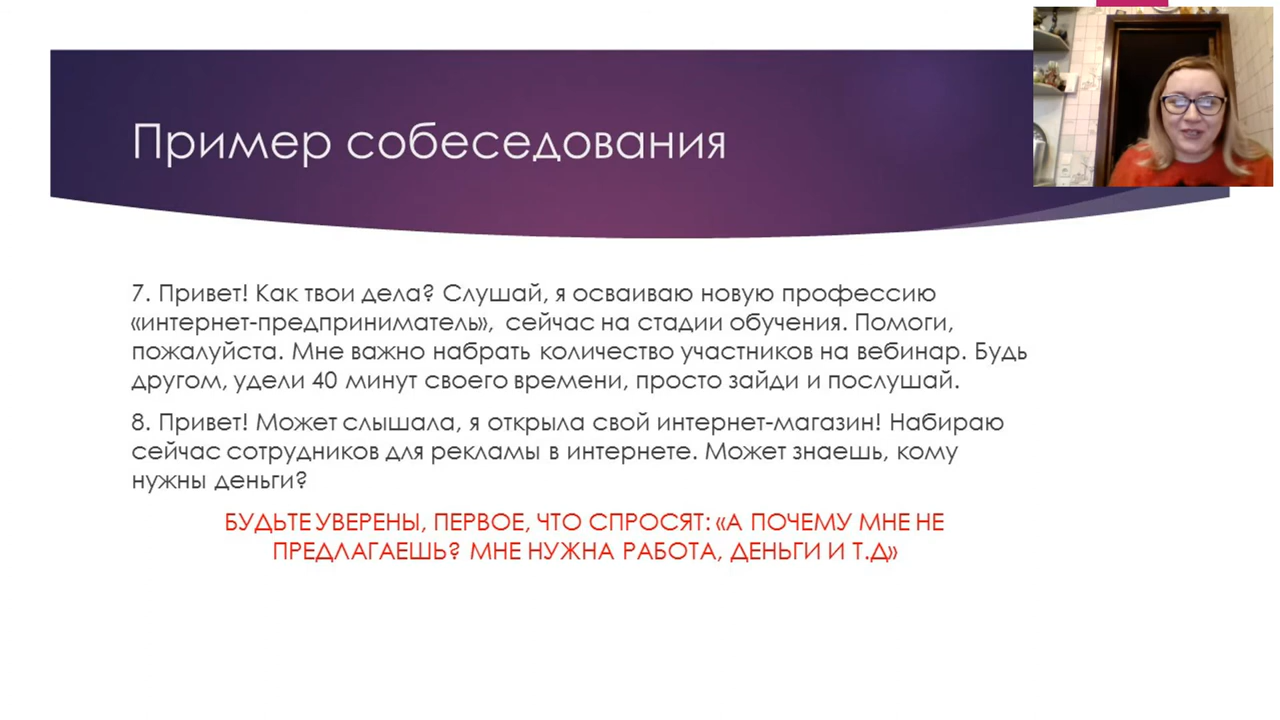 Пример собеседования
7. Привет! Как твои дела? Слушай, я осваиваю новую профессию
«интернет-предприниматель», сейчас на стадии обучения. Помоги,
пожалуйста. Мне важно набрать количество участников на вебинар. Будь
другом, удели 40 минут своего времени, просто зайди и послушай.
8. Привет! Может слышала, я открыла свой интернет-магазин! Набираю
сейчас сотрудников для рекламы в интернете. Может знаешь, кому
нужны деньги?
БУДЬТЕ УВЕРЕНЫ, ПЕРВОЕ, ЧТО СПРОСЯТ: «А ПОЧЕМУ МНЕ НЕ
ПРЕДЛАГАЕШЬ? МНЕ НУЖНА РАБОТА, ДЕНЬГИ И Т.Д»